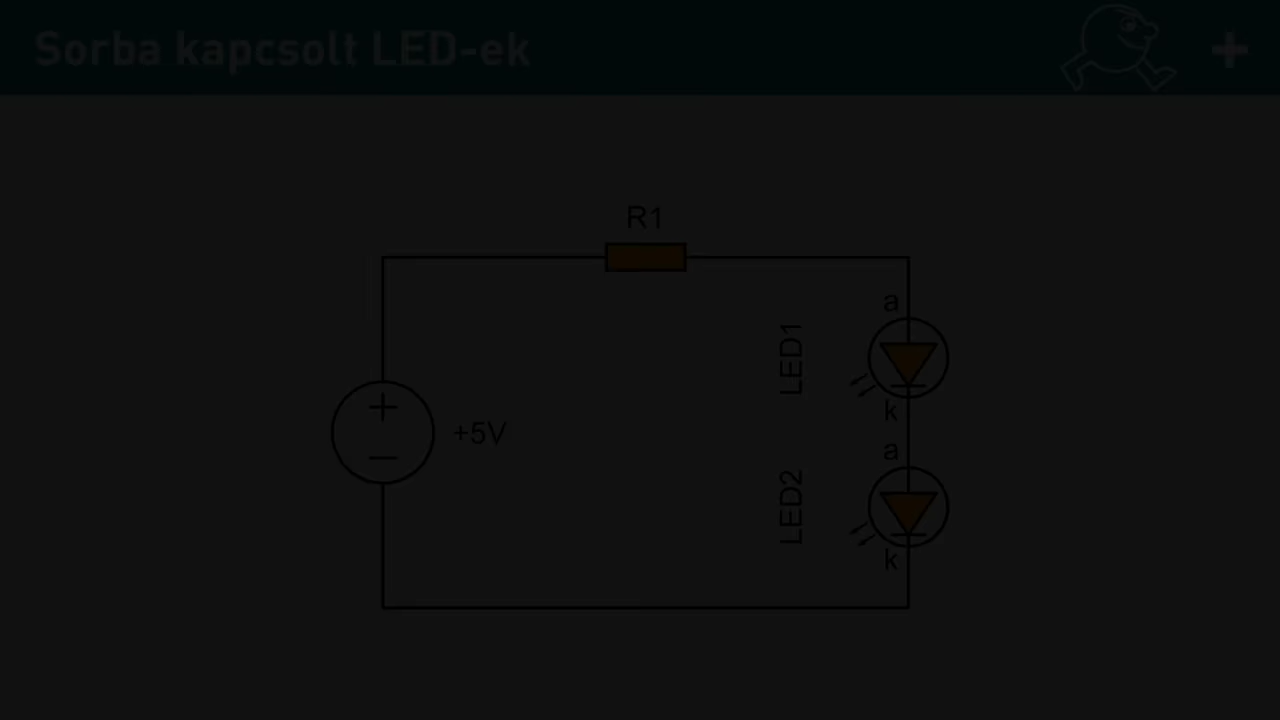 Sorba kapcsolt LED-ek
R1
a
LED1
k
+5V
a
LED2
k